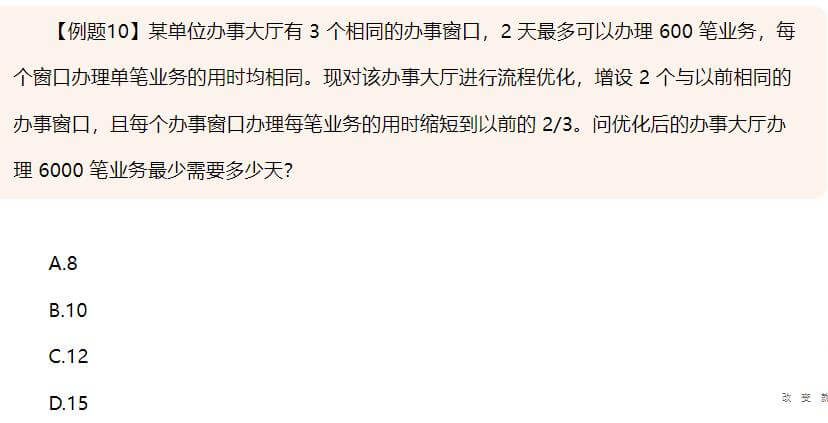 【例题10】某单位办事大厅有 3 个相同的办事窗口，2 天最多可以办理 600 笔业务，每
个窗口办理单笔业务的用时均相同。现对该办事大厅进行流程优化，增设 2 个与以前相同的
办事窗口，且每个办事窗口办理每笔业务的用时缩短到以前的 2/3。问优化后的办事大厅办
理 6000 笔业务最少需要多少天？
A.8
B.10
C.12
D.15
改 变